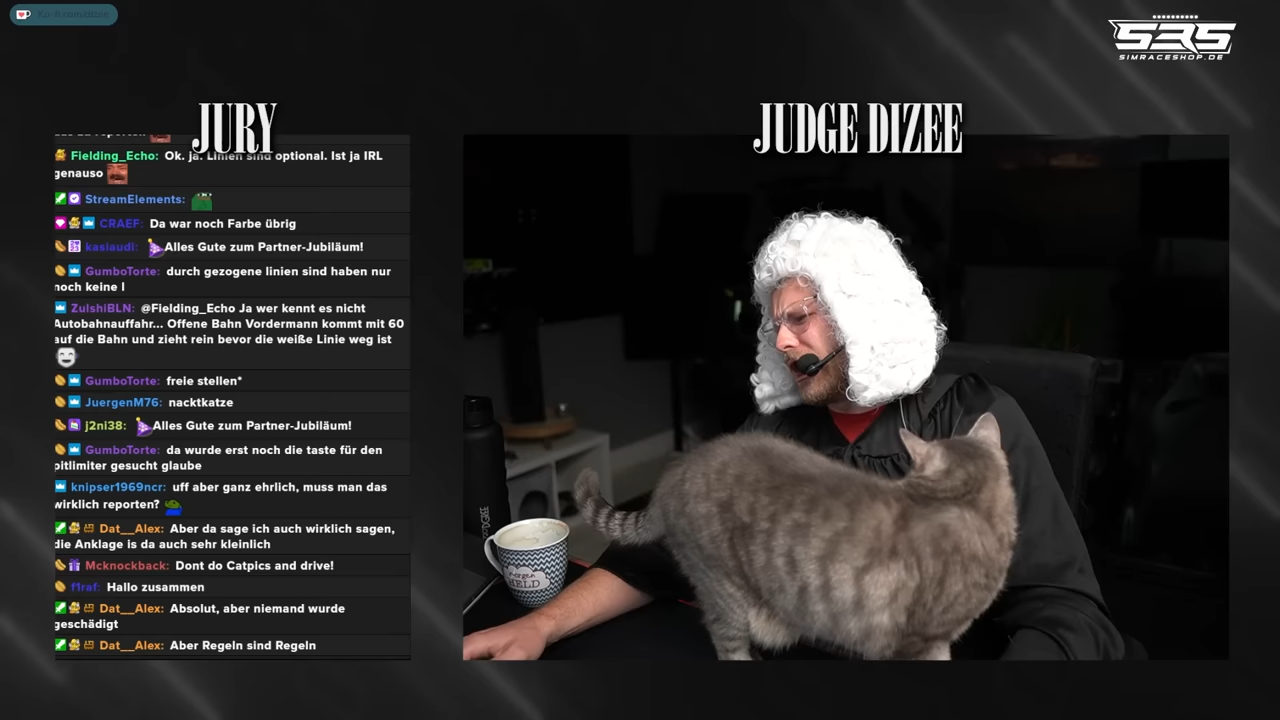 Ko-fi.com/dizee
SRS
SIMRACESHOP.DE
JURY
JUDGE DIZEE
Fielding_Echo: Ok. ja. Linien sind optional. Ist ja IRL
genauso
StreamElements:
CRAEF: Da war noch Farbe übrig
kasiaudi: Alles Gute zum Partner-Jubiläum!
GumboTorte: durch gezogene linien sind haben nur
noch keine l
ZulshiBLN: @Fielding_Echo Ja wer kennt es nicht
Autobahnauffahr... Offene Bahn Vordermann kommt mit 60
auf die Bahn und zieht rein bevor die weiße Linie weg ist
GumboTorte: freie stellen*
JuergenM76: nacktkatze
j2ni38: Alles Gute zum Partner-Jubiläum!
GumboTorte: da wurde erst noch die taste für den
pitlimiter gesucht glaube
knipser1969ncr: uff aber ganz ehrlich, muss man das
wirklich reporten?
Dat__Alex: Aber da sage ich auch wirklich sagen,
die Anklage is da auch sehr kleinlich
Mcknockback: Dont do Catpics and drive!
f1raf: Hallo zusammen
Dat__Alex: Absolut, aber niemand wurde
geschädigt
Dat__Alex: Aber Regeln sind Regeln
morgen
HELD